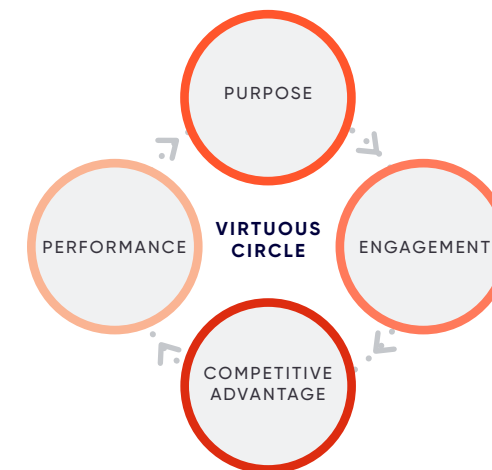 PURPOSE
VIRTUOUS
CIRCLE
PERFORMANCE
ENGAGEMENT
COMPETITIVE
ADVANTAGE